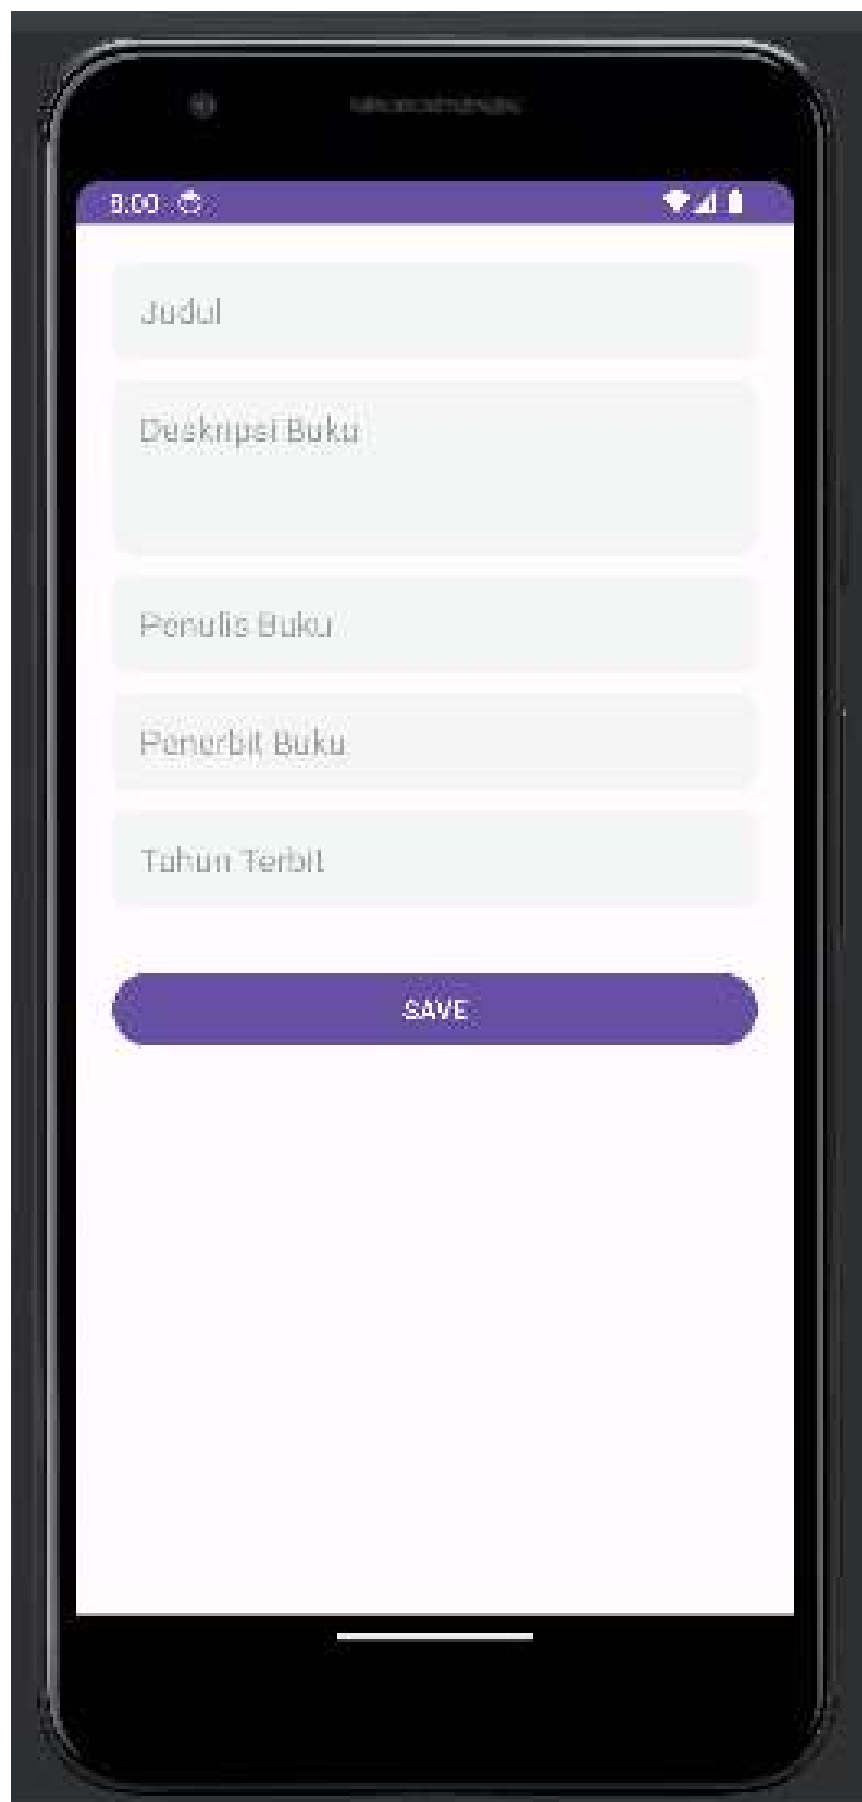 8:00
Judul
Deskripsi Buku
Penulis Buku
Penerbit Buku
Tahun Terbit
SAVE